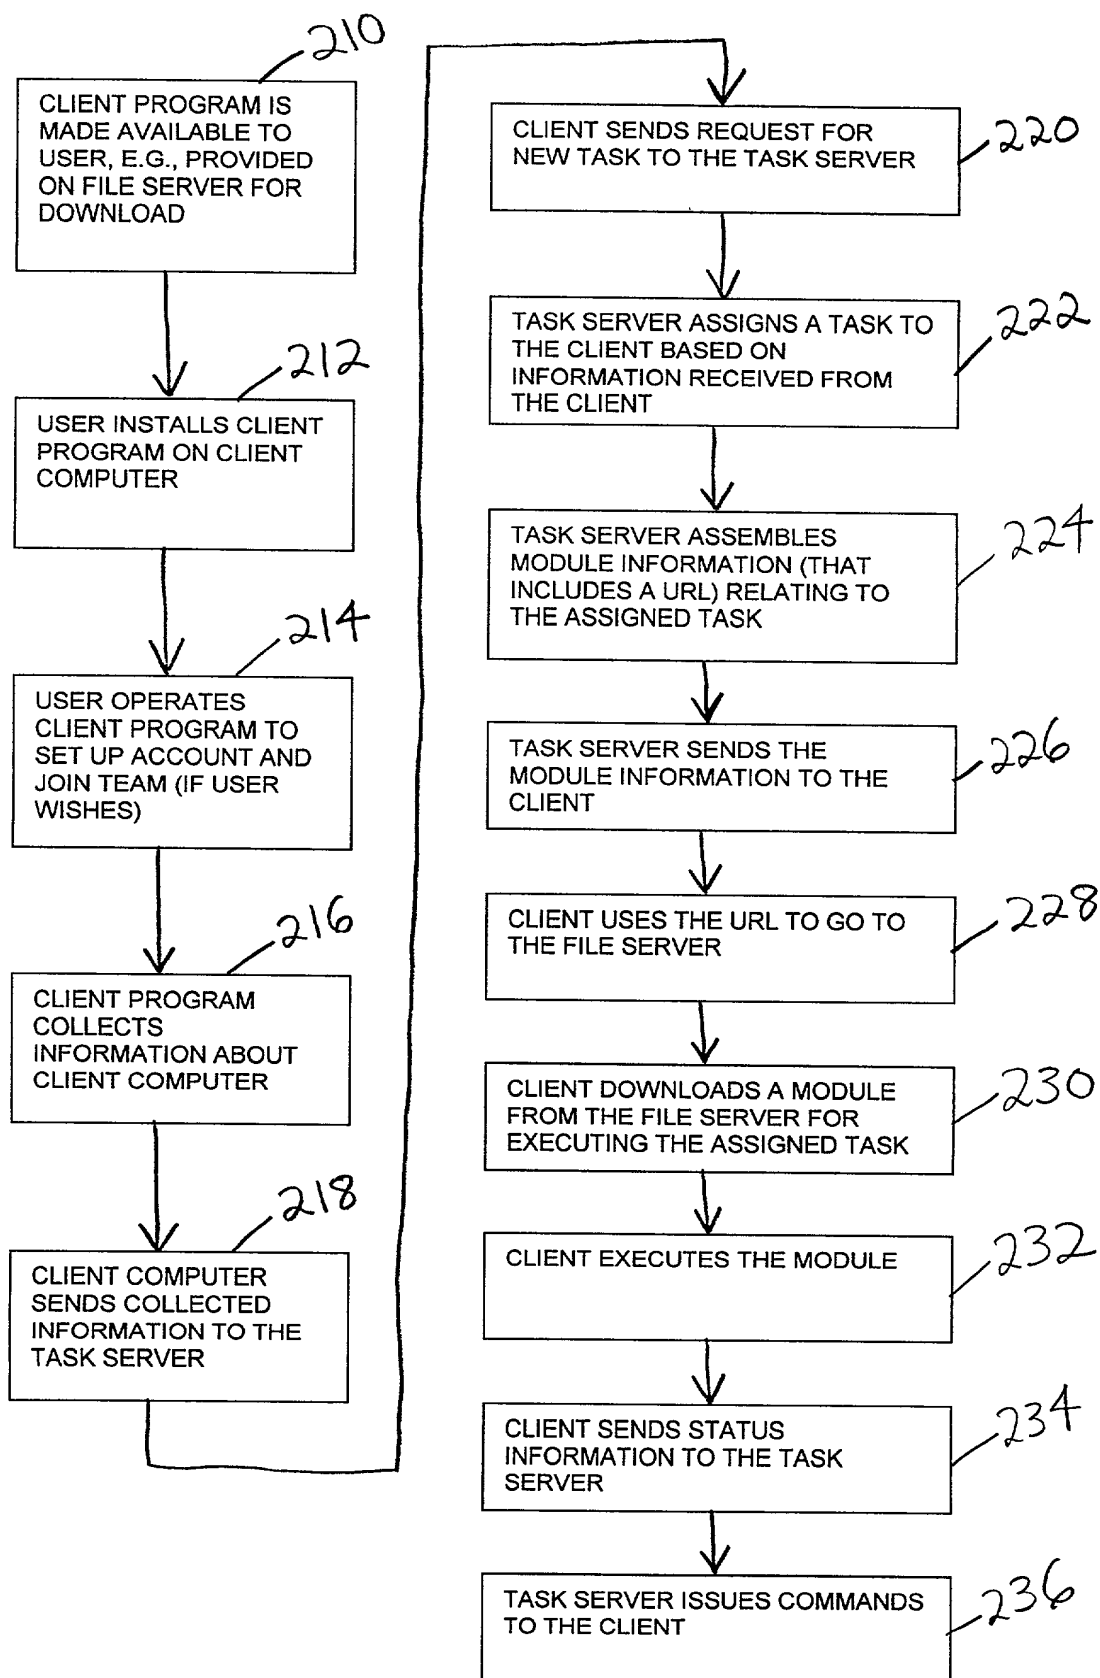 210
CLIENT PROGRAM IS
MADE AVAILABLE TO
USER, E.G., PROVIDED
ON FILE SERVER FOR
DOWNLOAD
212
USER INSTALLS CLIENT
PROGRAM ON CLIENT
COMPUTER
214
USER OPERATES
CLIENT PROGRAM TO
SET UP ACCOUNT AND
JOIN TEAM (IF USER
WISHES)
216
CLIENT PROGRAM
COLLECTS
INFORMATION ABOUT
CLIENT COMPUTER
218
CLIENT COMPUTER
SENDS COLLECTED
INFORMATION TO THE
TASK SERVER
CLIENT SENDS REQUEST FOR
NEW TASK TO THE TASK SERVER
220
TASK SERVER ASSIGNS A TASK TO
THE CLIENT BASED ON
INFORMATION RECEIVED FROM
THE CLIENT
222
TASK SERVER ASSEMBLES
MODULE INFORMATION (THAT
INCLUDES A URL) RELATING TO
THE ASSIGNED TASK
224
TASK SERVER SENDS THE
MODULE INFORMATION TO THE
CLIENT
226
CLIENT USES THE URL TO GO TO
THE FILE SERVER
228
CLIENT DOWNLOADS A MODULE
FROM THE FILE SERVER FOR
EXECUTING THE ASSIGNED TASK
230
CLIENT EXECUTES THE MODULE
232
CLIENT SENDS STATUS
INFORMATION TO THE TASK
SERVER
234
TASK SERVER ISSUES COMMANDS
TO THE CLIENT
236